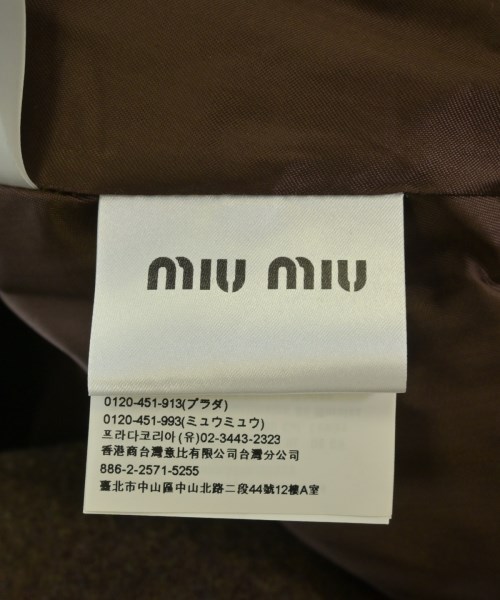 miu miu
0120-451-913(プラダ)
0120-451-993(ミュウミュウ)
프라다코리아(유)02-3443-2323
香港商台灣意比有限公司台灣分公司
886-2-2571-5255
臺北市中山區中山北路二段44號12樓A室